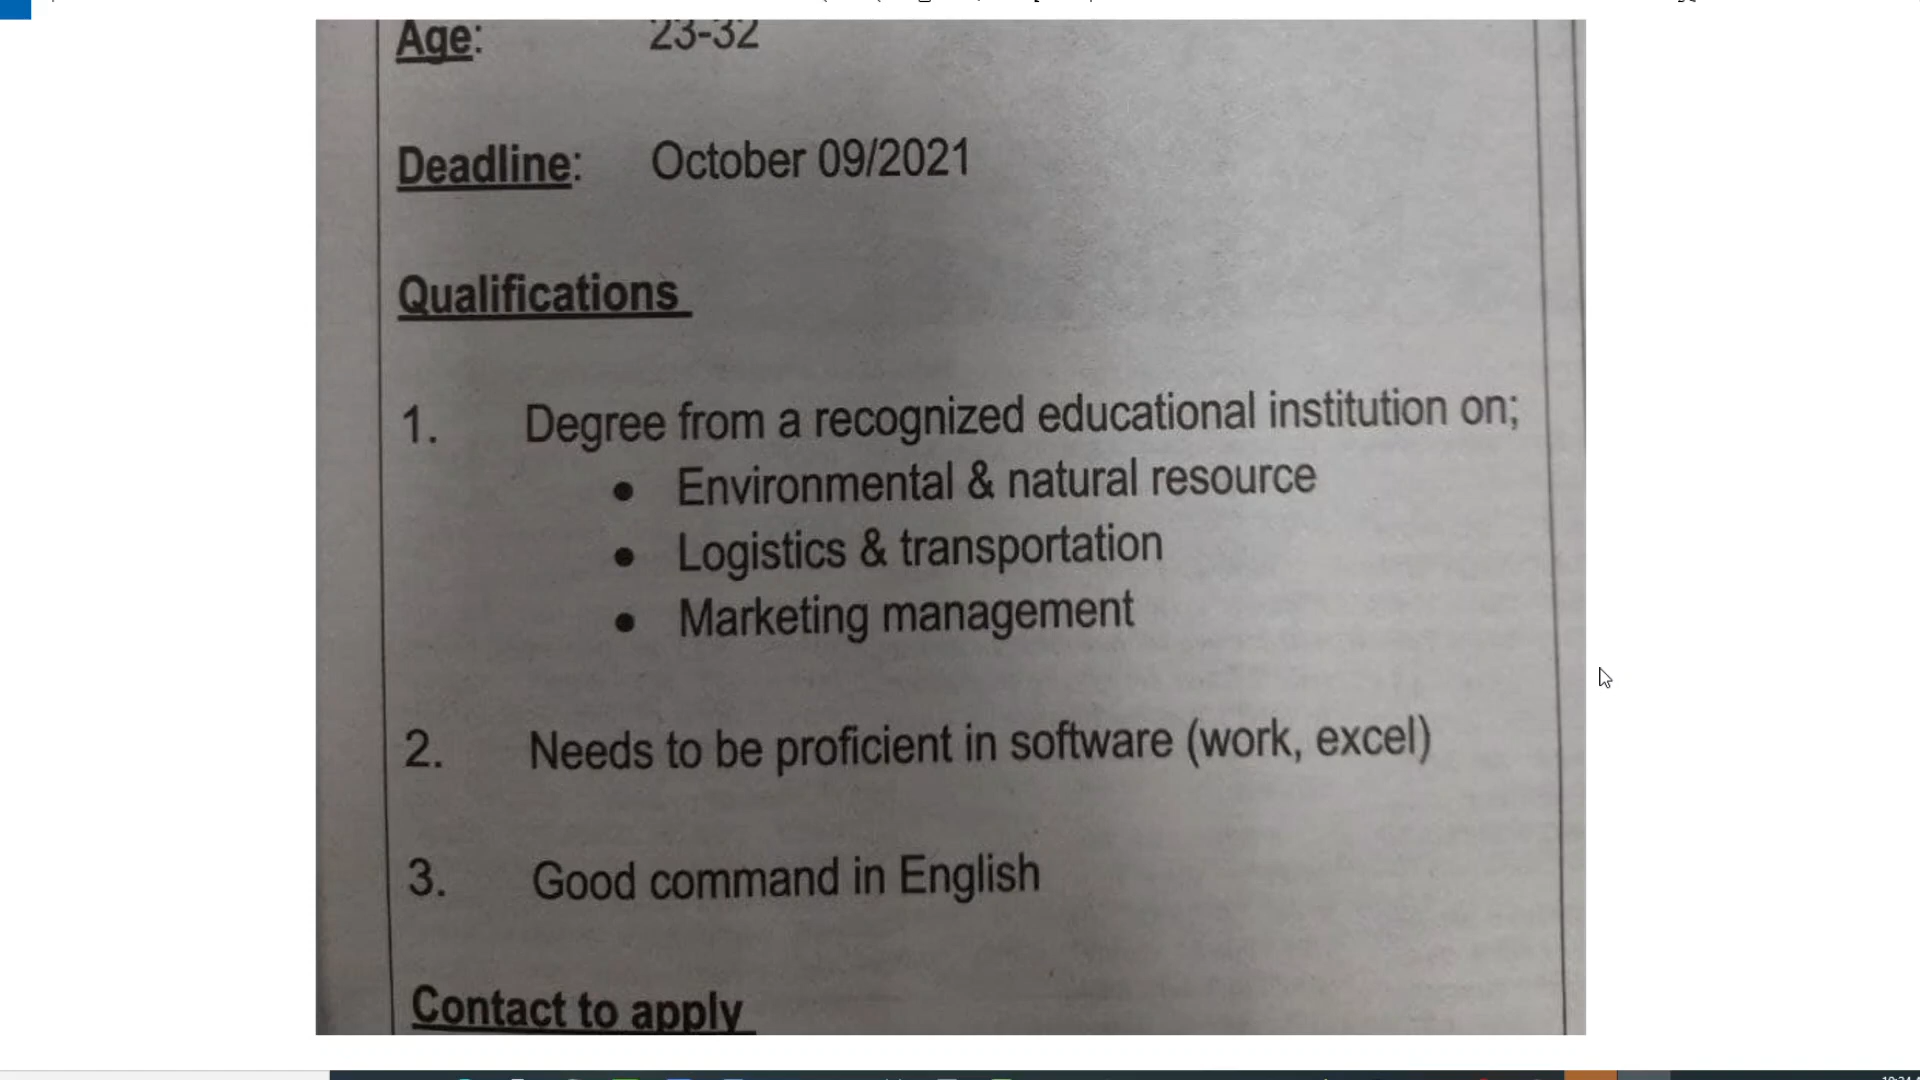 Age: 23-32
Deadline: October 09/2021
Qualifications
1. Degree from a recognized educational institution on;
• Environmental & natural resource
• Logistics & transportation
• Marketing management
2. Needs to be proficient in software (work, excel)
3. Good command in English
Contact to apply